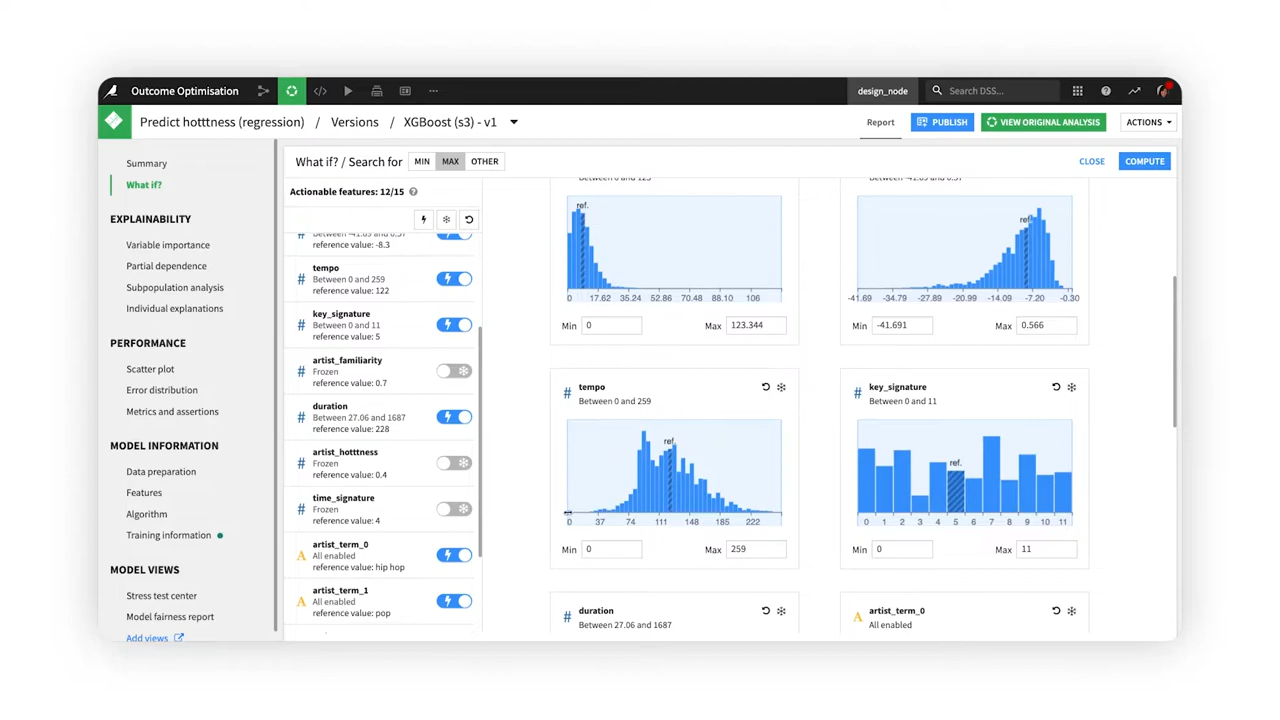 Outcome Optimisation
design_node
Search DSS...
Predict hotttness (regression) / Versions / XGBoost (s3) - v1
Report
PUBLISH
VIEW ORIGINAL ANALYSIS
ACTIONS
Summary
What if?
EXPLAINABILITY
Variable importance
Partial dependence
Subpopulation analysis
Individual explanations
PERFORMANCE
Scatter plot
Error distribution
Metrics and assertions
MODEL INFORMATION
Data preparation
Features
Algorithm
Training information
MODEL VIEWS
Stress test center
Model fairness report
Add views
What if? / Search for
MIN
MAX
OTHER
CLOSE
COMPUTE
Actionable features: 12/15
reference value: -8.3
tempo
Between 0 and 259
reference value: 122
key_signature
Between 0 and 11
reference value: 5
artist_familiarity
Frozen
reference value: 0.7
duration
Between 27.06 and 1687
reference value: 228
artist_hotttness
Frozen
reference value: 0.4
time_signature
Frozen
reference value: 4
artist_term_0
All enabled
reference value: hip hop
artist_term_1
All enabled
reference value: pop
ref.
0 17.62 35.24 52.86 70.48 88.10 106
Min 0
Max 123.344
ref.
-41.69 -34.79 -27.89 -20.99 -14.09 -7.20 -0.30
Min -41.691
Max 0.566
tempo
Between 0 and 259
ref.
0 37 74 111 148 185 222
Min 0
Max 259
key_signature
Between 0 and 11
ref.
0 1 2 3 4 5 6 7 8 9 10 11
Min 0
Max 11
duration
Between 27.06 and 1687
artist_term_0
All enabled